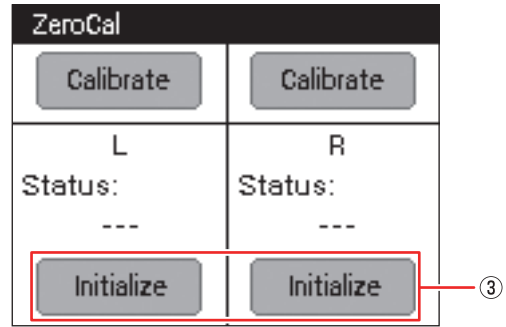 ZeroCal
Calibrate Calibrate
L R
Status: Status:
--- ---
Initialize Initialize ③